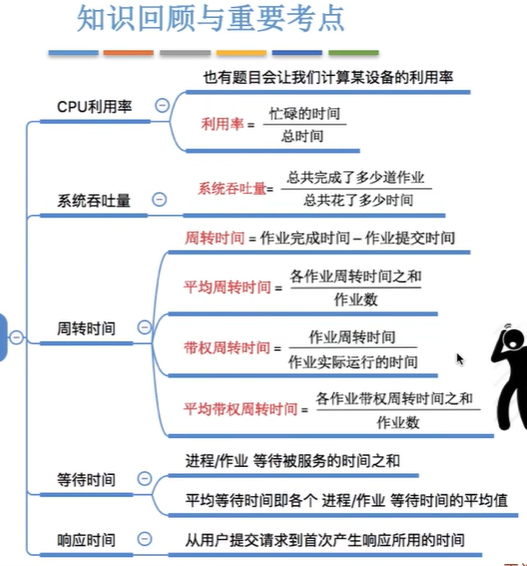 知识回顾与重要考点
也有题目会让我们计算某设备的利用率
CPU利用率
利用率 = 忙碌的时间
总时间
系统吞吐量
系统吞吐量= 总共完成了多少道作业
总共花了多少时间
周转时间 = 作业完成时间 – 作业提交时间
平均周转时间 = 各作业周转时间之和
作业数
周转时间
带权周转时间 = 作业周转时间
作业实际运行的时间
平均带权周转时间 = 各作业带权周转时间之和
作业数
等待时间
进程/作业 等待被服务的时间之和
平均等待时间即各个 进程/作业 等待时间的平均值
响应时间
从用户提交请求到首次产生响应所用的时间